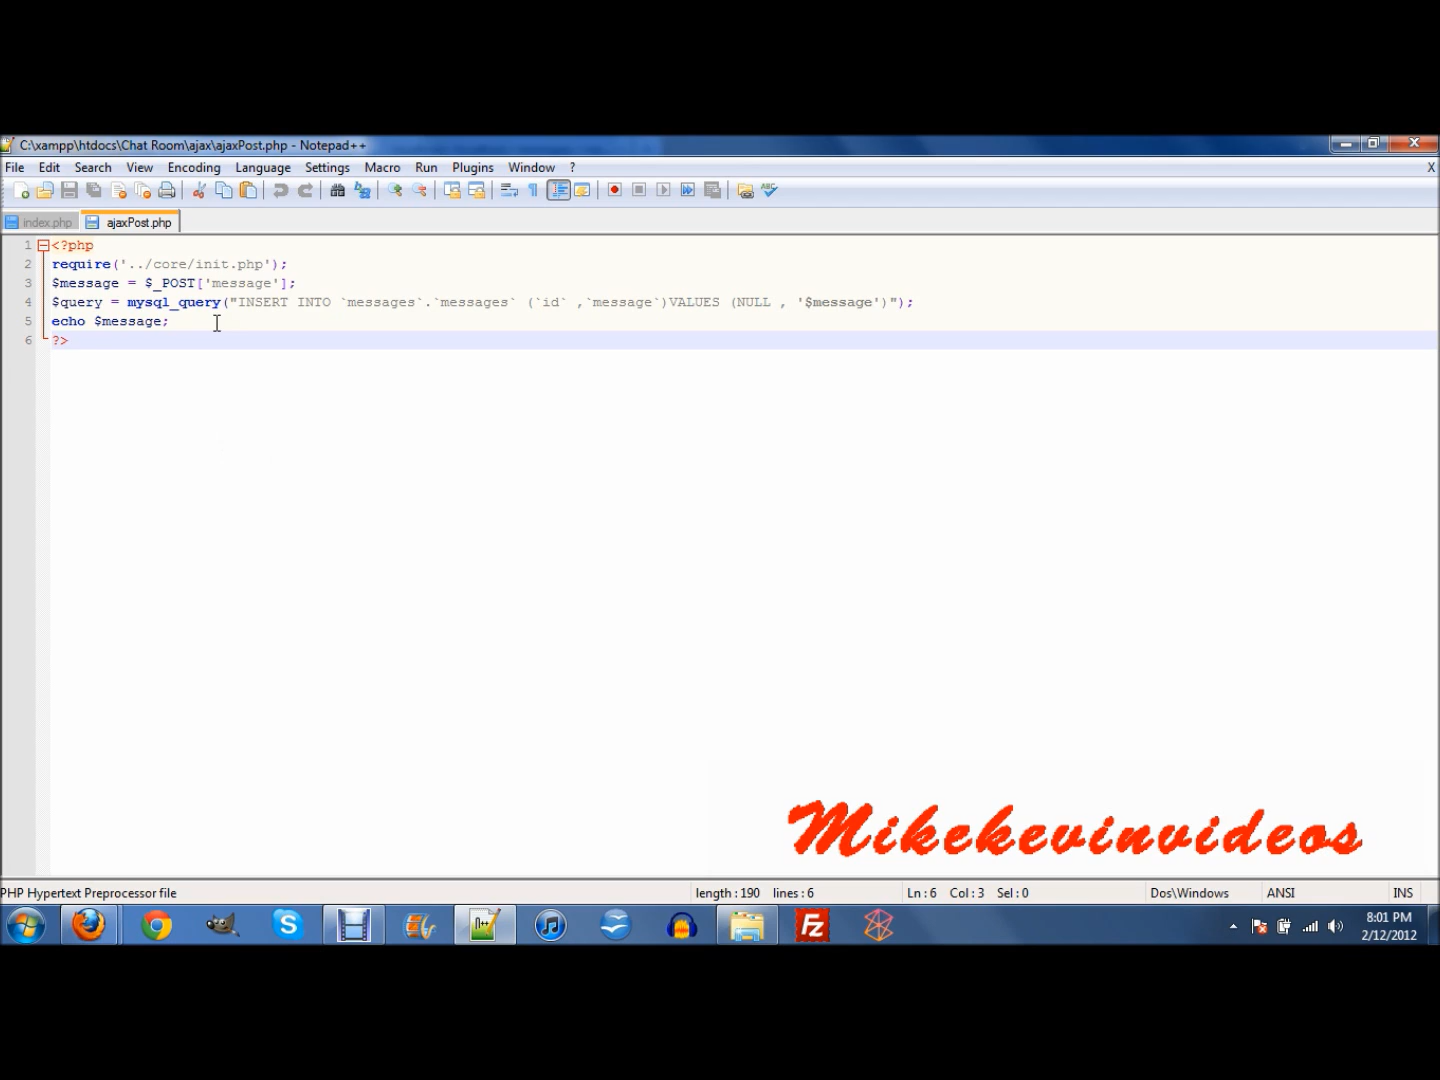 C:\xampp\htdocs\Chat Room\ajax\ajaxPost.php - Notepad++
File Edit Search View Encoding Language Settings Macro Run Plugins Window ? X
index.php ajaxPost.php
1 <?php
2 require('../core/init.php');
3 $message = $_POST['message'];
4 $query = mysql_query("INSERT INTO `messages`.`messages` (`id` ,`message`)VALUES (NULL , '$message')");
5 echo $message;
6 ?>
Mikekevinvideos
PHP Hypertext Preprocessor file length : 190 lines : 6 Ln : 6 Col : 3 Sel : 0 Dos\Windows ANSI INS
8:01 PM
2/12/2012